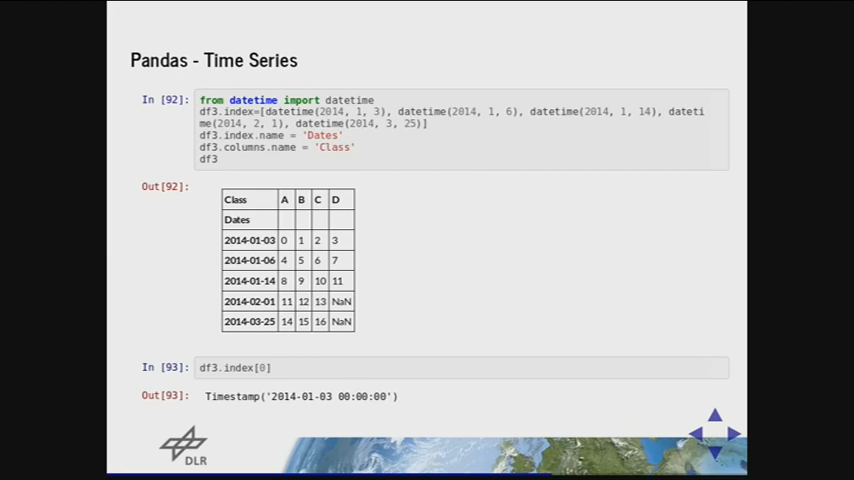 Pandas - Time Series
In [92]:
from datetime import datetime
df3.index=[datetime(2014, 1, 3), datetime(2014, 1, 6), datetime(2014, 1, 14), dateti
me(2014, 2, 1), datetime(2014, 3, 25)]
df3.index.name = 'Dates'
df3.columns.name = 'Class'
df3
Out[92]:
Class A B C D
Dates
2014-01-03 0 1 2 3
2014-01-06 4 5 6 7
2014-01-14 8 9 10 11
2014-02-01 11 12 13 NaN
2014-03-25 14 15 16 NaN
In [93]: df3.index[0]
Out[93]: Timestamp('2014-01-03 00:00:00')
DLR